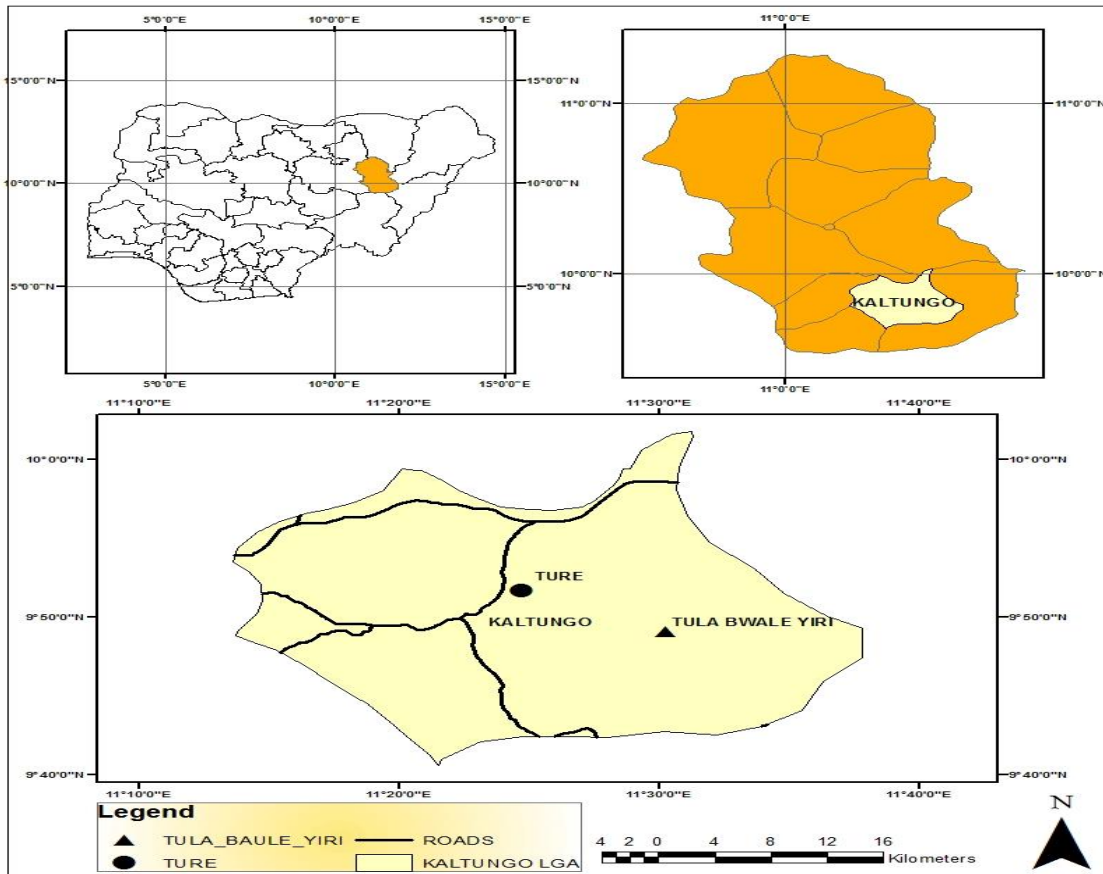 5°0'0"E 10°0'0"E 15°0'0"E
15°0'0"N 15°0'0"N
10°0'0"N 10°0'0"N
5°0'0"N 5°0'0"N
5°0'0"E 10°0'0"E 15°0'0"E
11°0'0"E
11°0'0"N 11°0'0"N
10°0'0"N 10°0'0"N
KALTUNGO
11°0'0"E
11°10'0"E 11°20'0"E 11°30'0"E 11°40'0"E
10°0'0"N 10°0'0"N
TURE
9°50'0"N KALTUNGO TULA BWALE YIRI 9°50'0"N
9°40'0"N 9°40'0"N
11°10'0"E 11°20'0"E 11°30'0"E 11°40'0"E
Legend
TULA_BAULE_YIRI ROADS
TURE KALTUNGO LGA
4 2 0 4 8 12 16
Kilometers
N